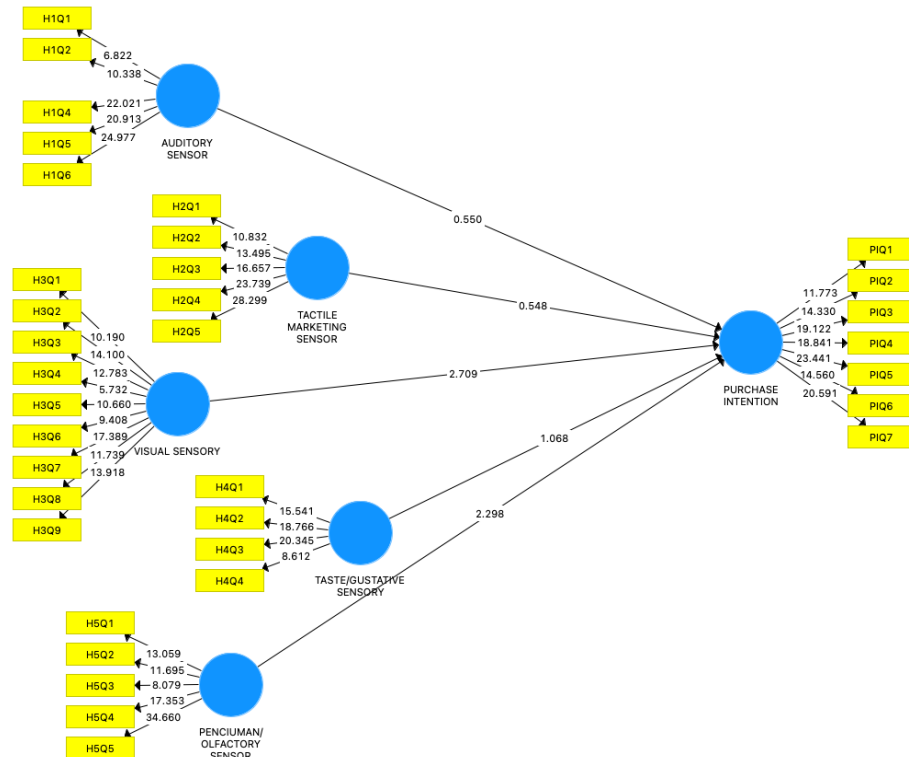 H1Q1
H1Q2
6.822
10.338
H1Q4
22.021
H1Q5
20.913
24.977
H1Q6
AUDITORY
SENSOR
0.550
H2Q1
H2Q2
H2Q3
H2Q4
H2Q5
10.832
13.495
16.657
23.739
28.299
TACTILE
MARKETING
SENSOR
0.548
H3Q1
H3Q2
H3Q3
H3Q4
H3Q5
H3Q6
H3Q7
H3Q8
H3Q9
10.190
14.100
12.783
5.732
10.660
9.408
17.389
11.739
13.918
VISUAL SENSORY
2.709
H4Q1
H4Q2
H4Q3
H4Q4
15.541
18.766
20.345
8.612
TASTE/GUSTATIVE
SENSORY
1.068
H5Q1
H5Q2
H5Q3
H5Q4
H5Q5
13.059
11.695
8.079
17.353
34.660
PENCIUMAN/
OLFACTORY
SENSOR
2.298
PURCHASE
INTENTION
11.773
14.330
19.122
18.841
23.441
14.560
20.591
PIQ1
PIQ2
PIQ3
PIQ4
PIQ5
PIQ6
PIQ7